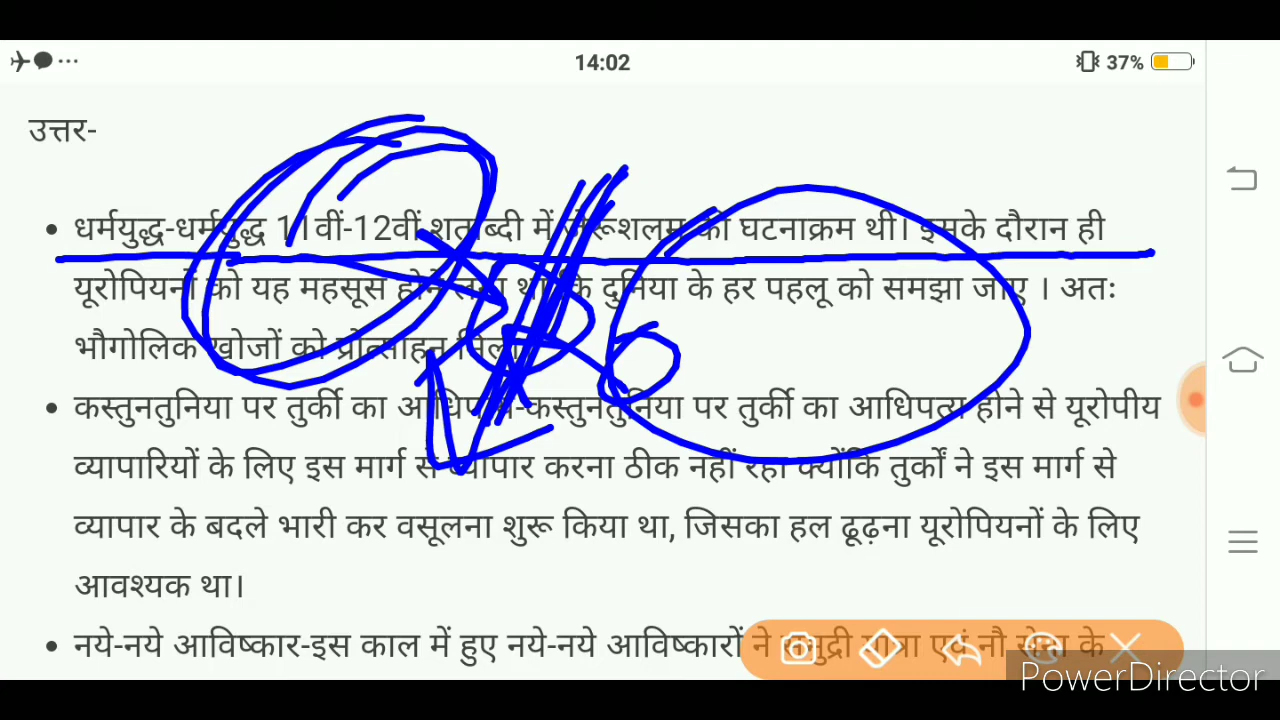 14:02
37%
उत्तर-
धर्मयुद्ध-धर्मयुद्ध 11वीं-12वीं शताब्दी में जेरूशलम का घटनाक्रम थी। इसके दौरान ही
यूरोपियनों को यह महसूस होने लगा था कि दुनिया के हर पहलू को समझा जाए । अतः
भौगोलिक खोजों को प्रोत्साहन मिला
कस्तुनतुनिया पर तुर्की का आधिपत्य-कस्तुनतुनिया पर तुर्की का आधिपत्य होने से यूरोपीय
व्यापारियों के लिए इस मार्ग से व्यापार करना ठीक नहीं रहा क्योंकि तुर्कों ने इस मार्ग से
व्यापार के बदले भारी कर वसूलना शुरू किया था, जिसका हल ढूढ़ना यूरोपियनों के लिए
आवश्यक था।
नये-नये आविष्कार-इस काल में हुए नये-नये आविष्कारों ने समुद्री यात्रा एवं नौ सेना के
PowerDirector